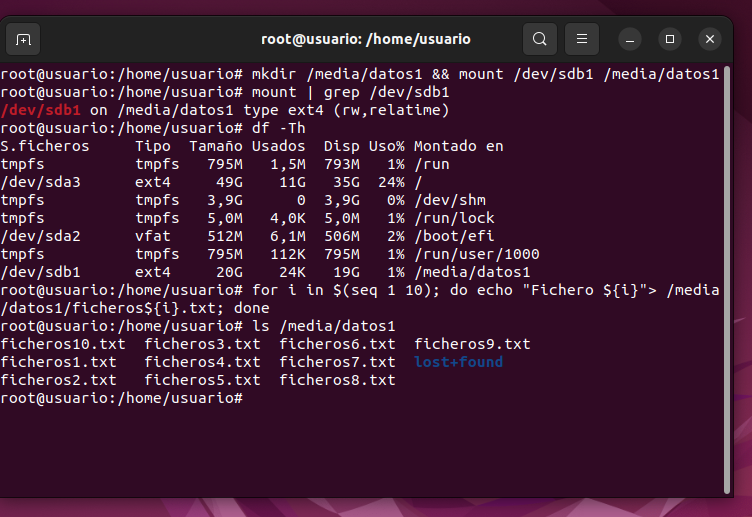 root@usuario: /home/usuario
root@usuario:/home/usuario# mkdir /media/datos1 && mount /dev/sdb1 /media/datos1
root@usuario:/home/usuario# mount | grep /dev/sdb1
/dev/sdb1 on /media/datos1 type ext4 (rw,relatime)
root@usuario:/home/usuario# df -Th
S.ficheros     Tipo  Tamaño Usados  Disp Uso% Montado en
tmpfs          tmpfs   795M   1,5M  793M   1% /run
/dev/sda3      ext4     49G    11G   35G  24% /
tmpfs          tmpfs   3,9G      0  3,9G   0% /dev/shm
tmpfs          tmpfs   5,0M   4,0K  5,0M   1% /run/lock
/dev/sda2      vfat    512M   6,1M  506M   2% /boot/efi
tmpfs          tmpfs   795M   112K  795M   1% /run/user/1000
/dev/sdb1      ext4     20G    24K   19G   1% /media/datos1
root@usuario:/home/usuario# for i in $(seq 1 10); do echo "Fichero ${i}"> /media
/datos1/ficheros${i}.txt; done
root@usuario:/home/usuario# ls /media/datos1
ficheros10.txt  ficheros3.txt  ficheros6.txt  ficheros9.txt
ficheros1.txt   ficheros4.txt  ficheros7.txt  lost+found
ficheros2.txt   ficheros5.txt  ficheros8.txt
root@usuario:/home/usuario#